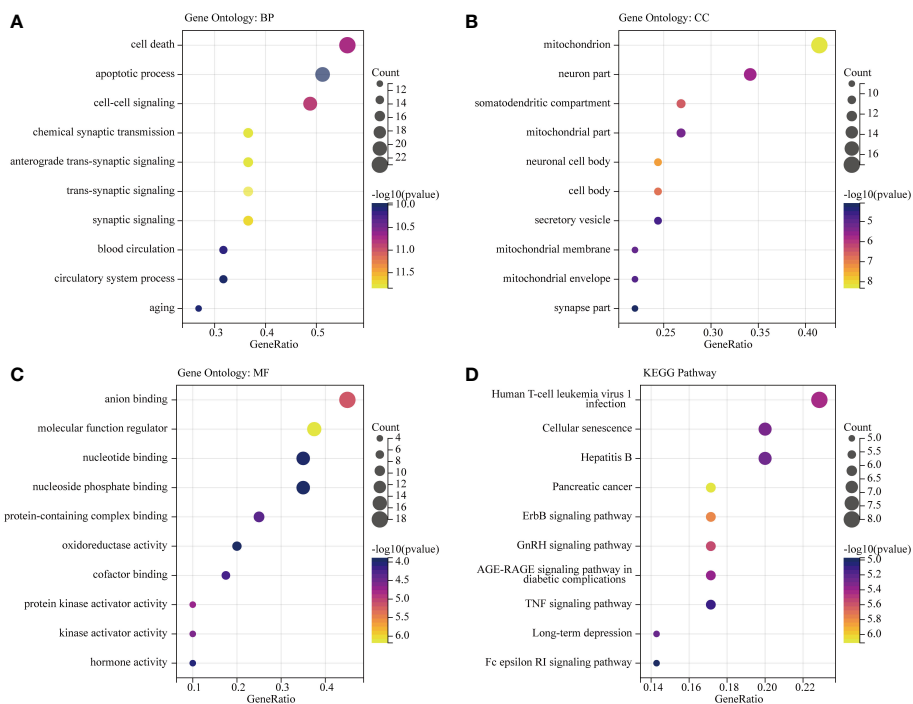 A
Gene Ontology: BP
cell death
apoptotic process
cell-cell signaling
chemical synaptic transmission
anterograde trans-synaptic signaling
trans-synaptic signaling
synaptic signaling
blood circulation
circulatory system process
aging
0.3 0.4 0.5
GeneRatio
Count
12
14
16
18
20
22
-log10(pvalue)
10.0
10.5
11.0
11.5
B
Gene Ontology: CC
mitochondrion
neuron part
somatodendritic compartment
mitochondrial part
neuronal cell body
cell body
secretory vesicle
mitochondrial membrane
mitochondrial envelope
synapse part
0.25 0.30 0.35 0.40
GeneRatio
Count
10
12
14
16
-log10(pvalue)
5
6
7
8
C
Gene Ontology: MF
anion binding
molecular function regulator
nucleotide binding
nucleoside phosphate binding
protein-containing complex binding
oxidoreductase activity
cofactor binding
protein kinase activator activity
kinase activator activity
hormone activity
0.1 0.2 0.3 0.4
GeneRatio
Count
4
6
8
10
12
14
16
18
-log10(pvalue)
4.0
4.5
5.0
5.5
6.0
D
KEGG Pathway
Human T-cell leukemia virus 1
infection
Cellular senescence
Hepatitis B
Pancreatic cancer
ErbB signaling pathway
GnRH signaling pathway
AGE-RAGE signaling pathway in
diabetic complications
TNF signaling pathway
Long-term depression
Fc epsilon RI signaling pathway
0.14 0.16 0.18 0.20 0.22
GeneRatio
Count
5.0
5.5
6.0
6.5
7.0
7.5
8.0
-log10(pvalue)
5.0
5.2
5.4
5.6
5.8
6.0